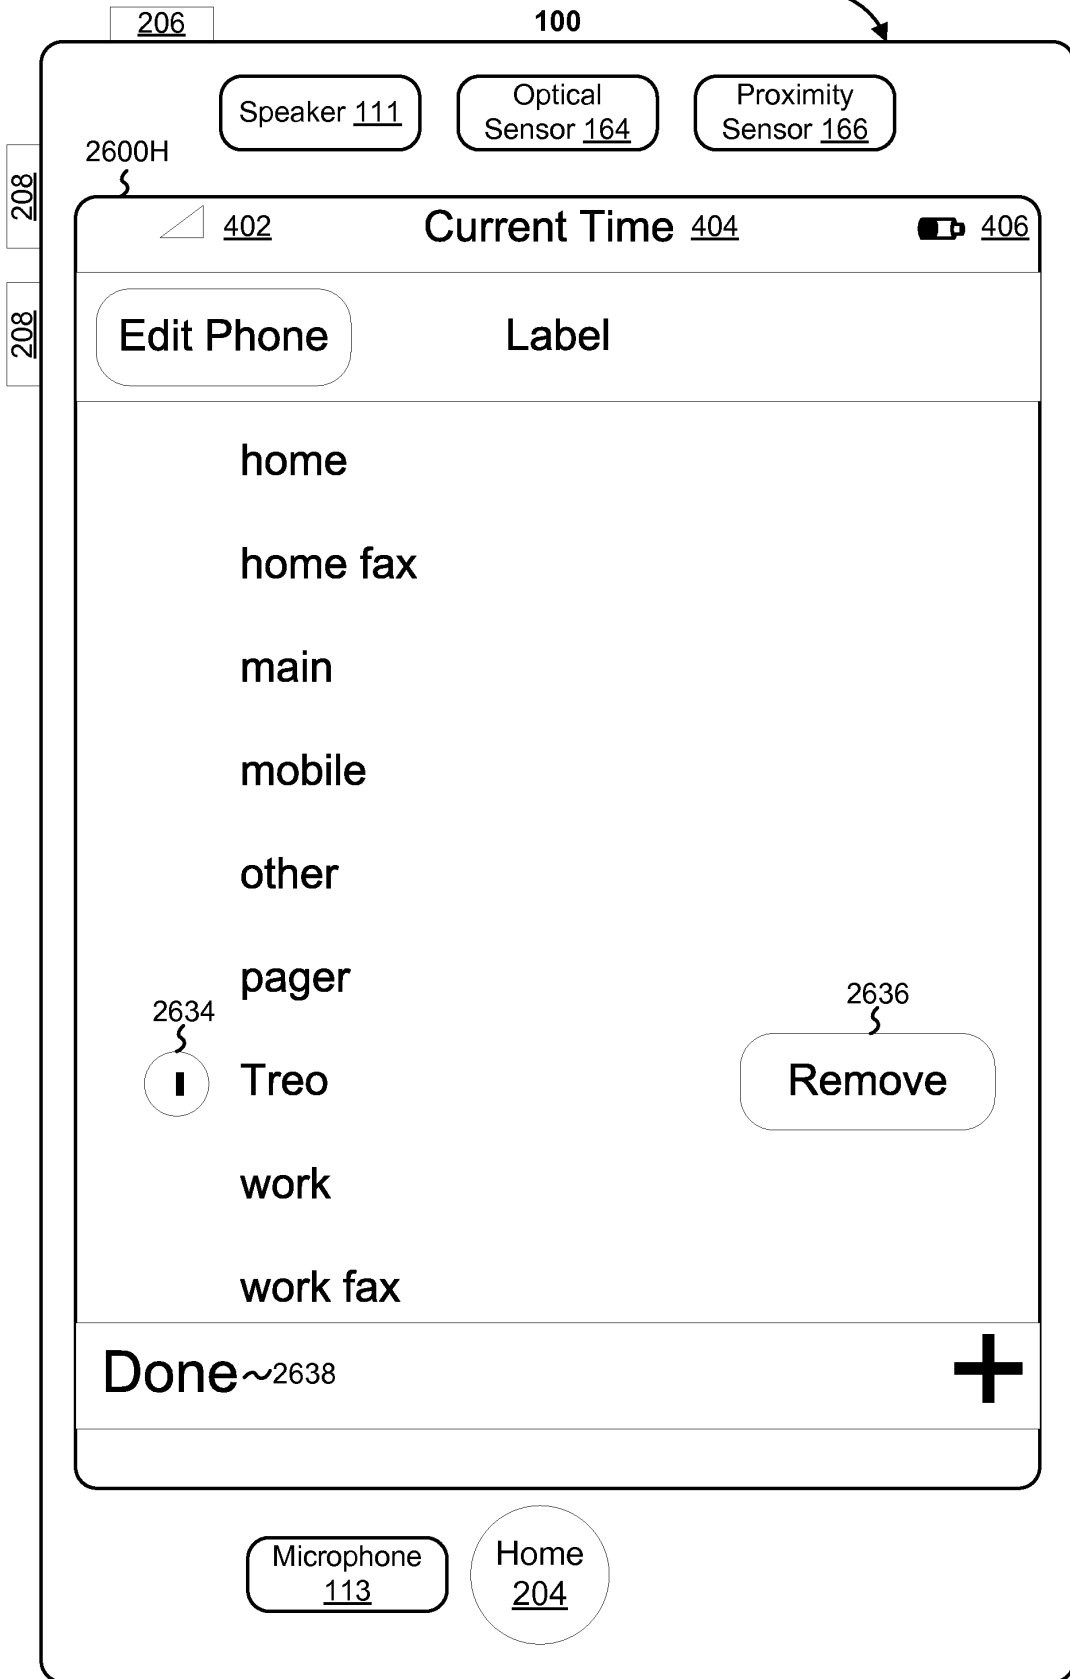 206
100
Speaker 111
Optical
Sensor 164
Proximity
Sensor 166
2600H
208
402
Current Time 404
406
208
Edit Phone
Label
home
home fax
main
mobile
other
pager
2634
2636
Treo
Remove
work
work fax
Done~2638
+
Microphone
113
Home
204